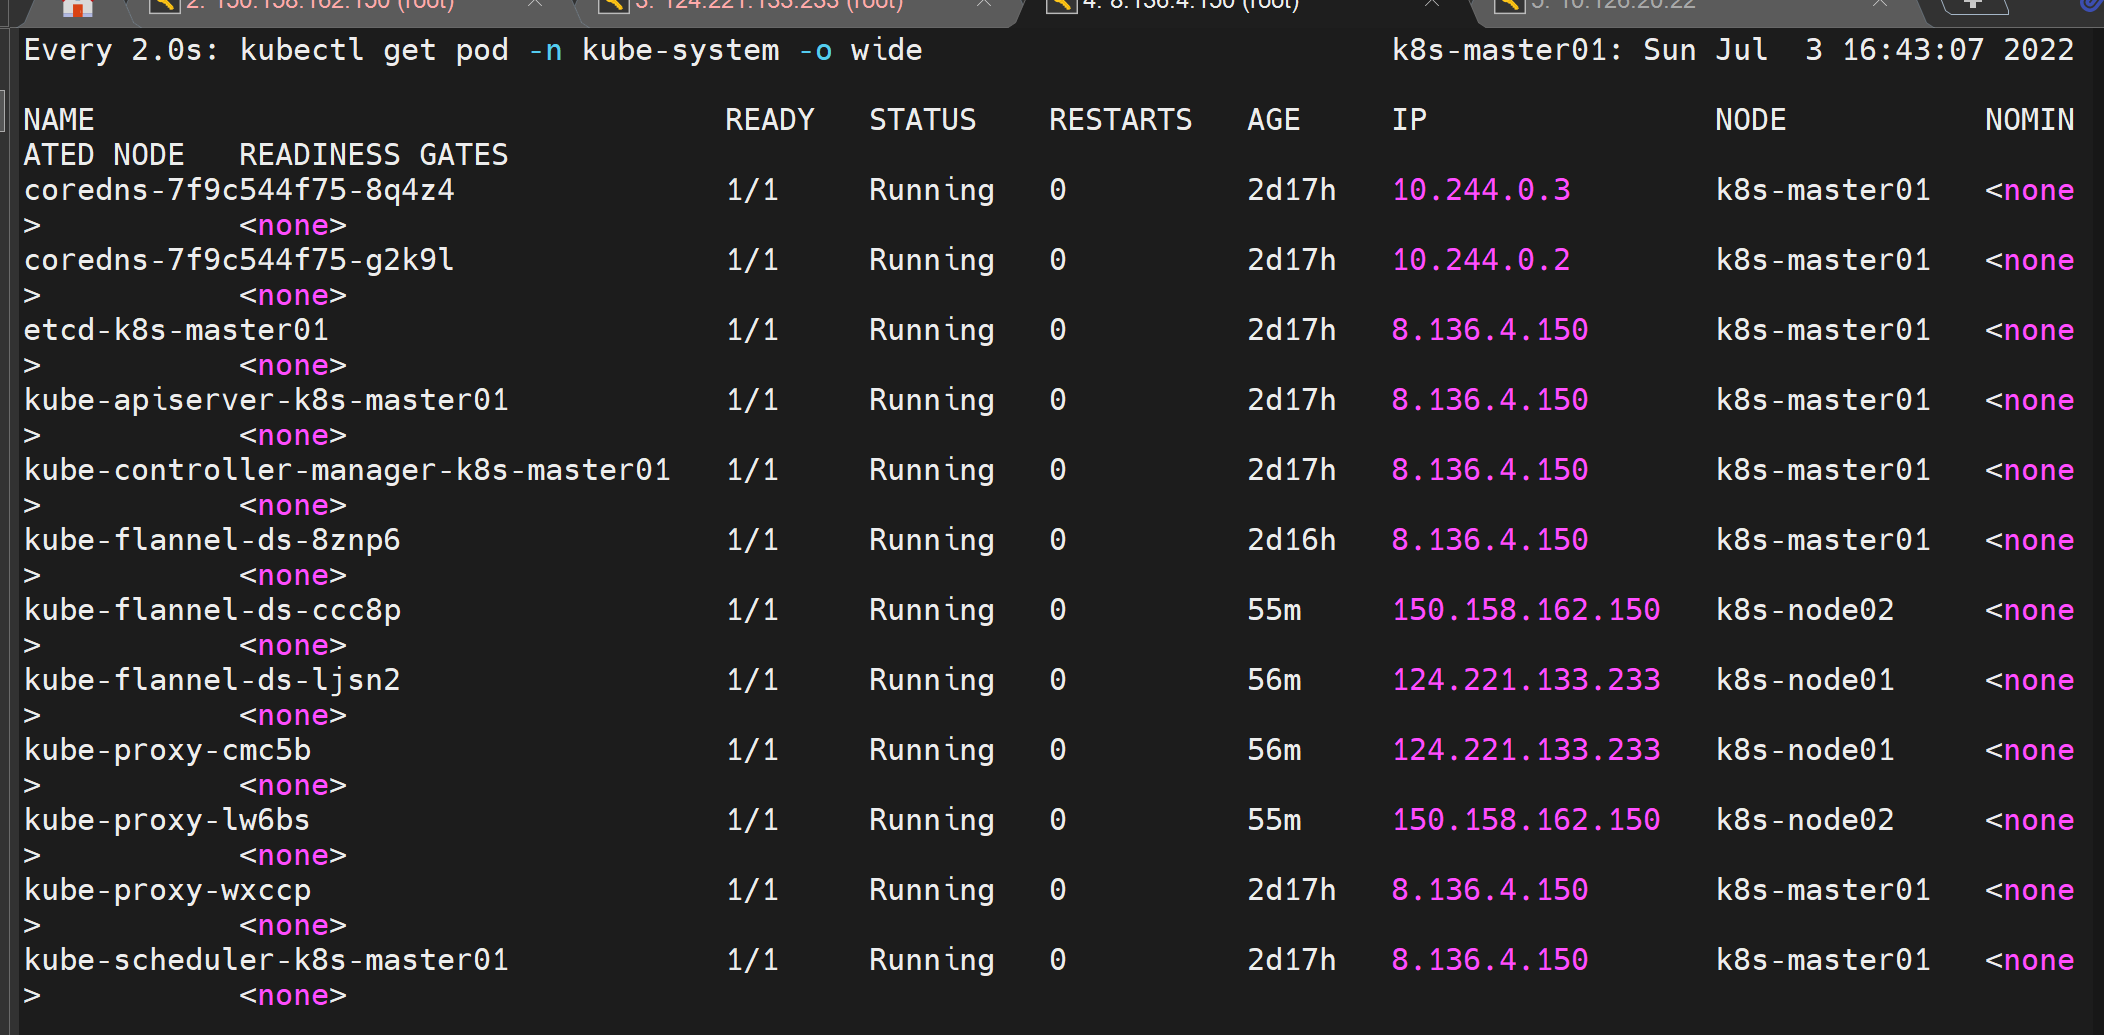 2. 150.158.162.150 (root)
3. 124.221.133.233 (root)
4. 8.136.4.150 (root)
5. 10.126.20.22
Every 2.0s: kubectl get pod -n kube-system -o wide k8s-master01: Sun Jul  3 16:43:07 2022
NAME READY STATUS RESTARTS AGE IP NODE NOMIN
ATED NODE READINESS GATES
coredns-7f9c544f75-8q4z4 1/1 Running 0 2d17h 10.244.0.3 k8s-master01 <none
> <none>
coredns-7f9c544f75-g2k9l 1/1 Running 0 2d17h 10.244.0.2 k8s-master01 <none
> <none>
etcd-k8s-master01 1/1 Running 0 2d17h 8.136.4.150 k8s-master01 <none
> <none>
kube-apiserver-k8s-master01 1/1 Running 0 2d17h 8.136.4.150 k8s-master01 <none
> <none>
kube-controller-manager-k8s-master01 1/1 Running 0 2d17h 8.136.4.150 k8s-master01 <none
> <none>
kube-flannel-ds-8znp6 1/1 Running 0 2d16h 8.136.4.150 k8s-master01 <none
> <none>
kube-flannel-ds-ccc8p 1/1 Running 0 55m 150.158.162.150 k8s-node02 <none
> <none>
kube-flannel-ds-ljsn2 1/1 Running 0 56m 124.221.133.233 k8s-node01 <none
> <none>
kube-proxy-cmc5b 1/1 Running 0 56m 124.221.133.233 k8s-node01 <none
> <none>
kube-proxy-lw6bs 1/1 Running 0 55m 150.158.162.150 k8s-node02 <none
> <none>
kube-proxy-wxccp 1/1 Running 0 2d17h 8.136.4.150 k8s-master01 <none
> <none>
kube-scheduler-k8s-master01 1/1 Running 0 2d17h 8.136.4.150 k8s-master01 <none
> <none>